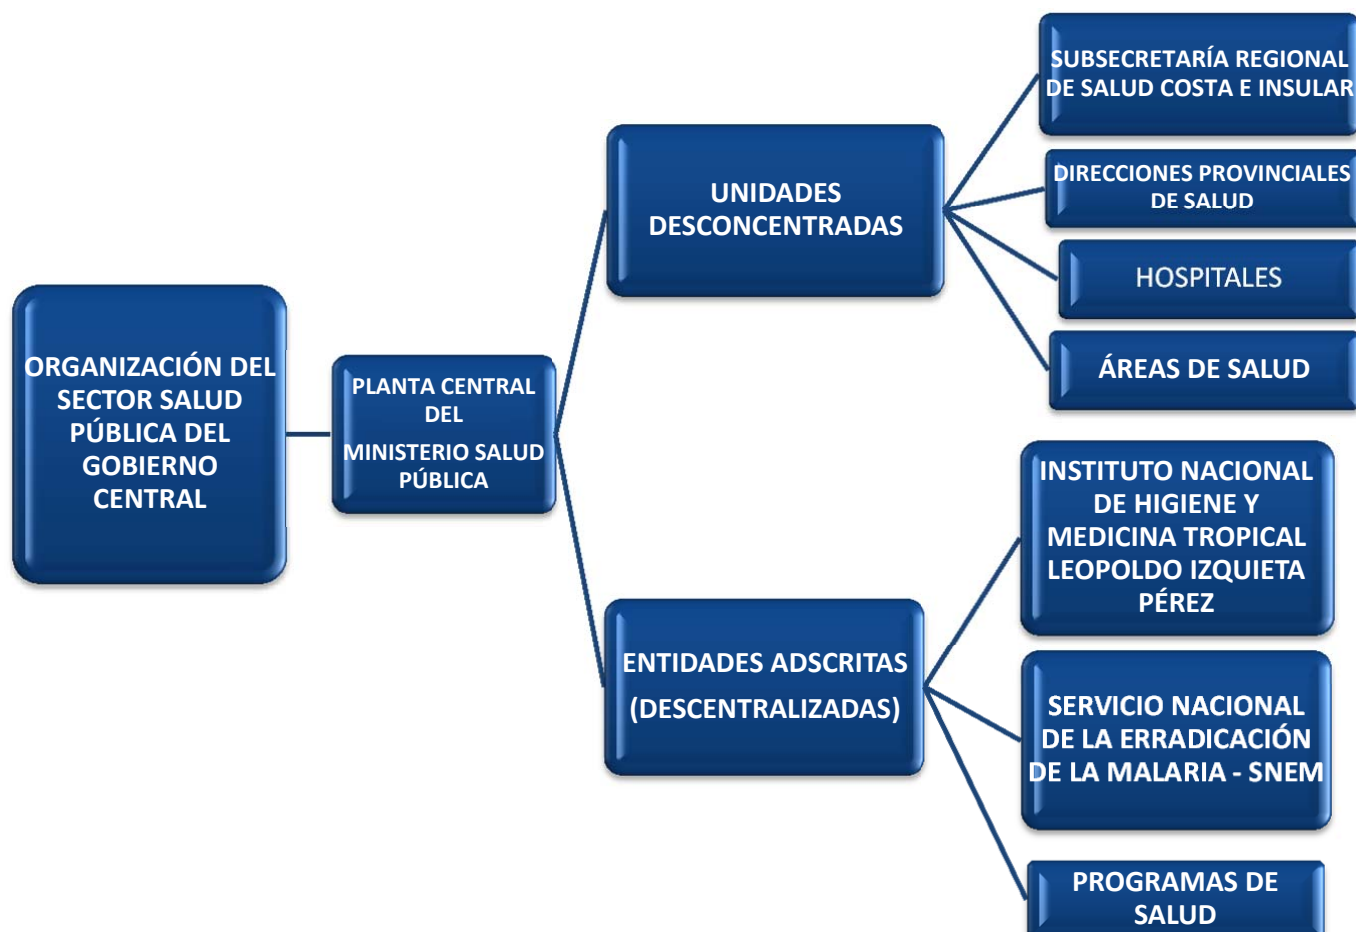 ORGANIZACIÓN DEL
SECTOR SALUD
PÚBLICA DEL
GOBIERNO
CENTRAL
PLANTA CENTRAL
DEL
MINISTERIO SALUD
PÚBLICA
UNIDADES
DESCONCENTRADAS
SUBSECRETARÍA REGIONAL
DE SALUD COSTA E INSULAR
DIRECCIONES PROVINCIALES
DE SALUD
HOSPITALES
ÁREAS DE SALUD
ENTIDADES ADSCRITAS
(DESCENTRALIZADAS)
INSTITUTO NACIONAL
DE HIGIENE Y
MEDICINA TROPICAL
LEOPOLDO IZQUIETA
PÉREZ
SERVICIO NACIONAL
DE LA ERRADICACIÓN
DE LA MALARIA - SNEM
PROGRAMAS DE
SALUD